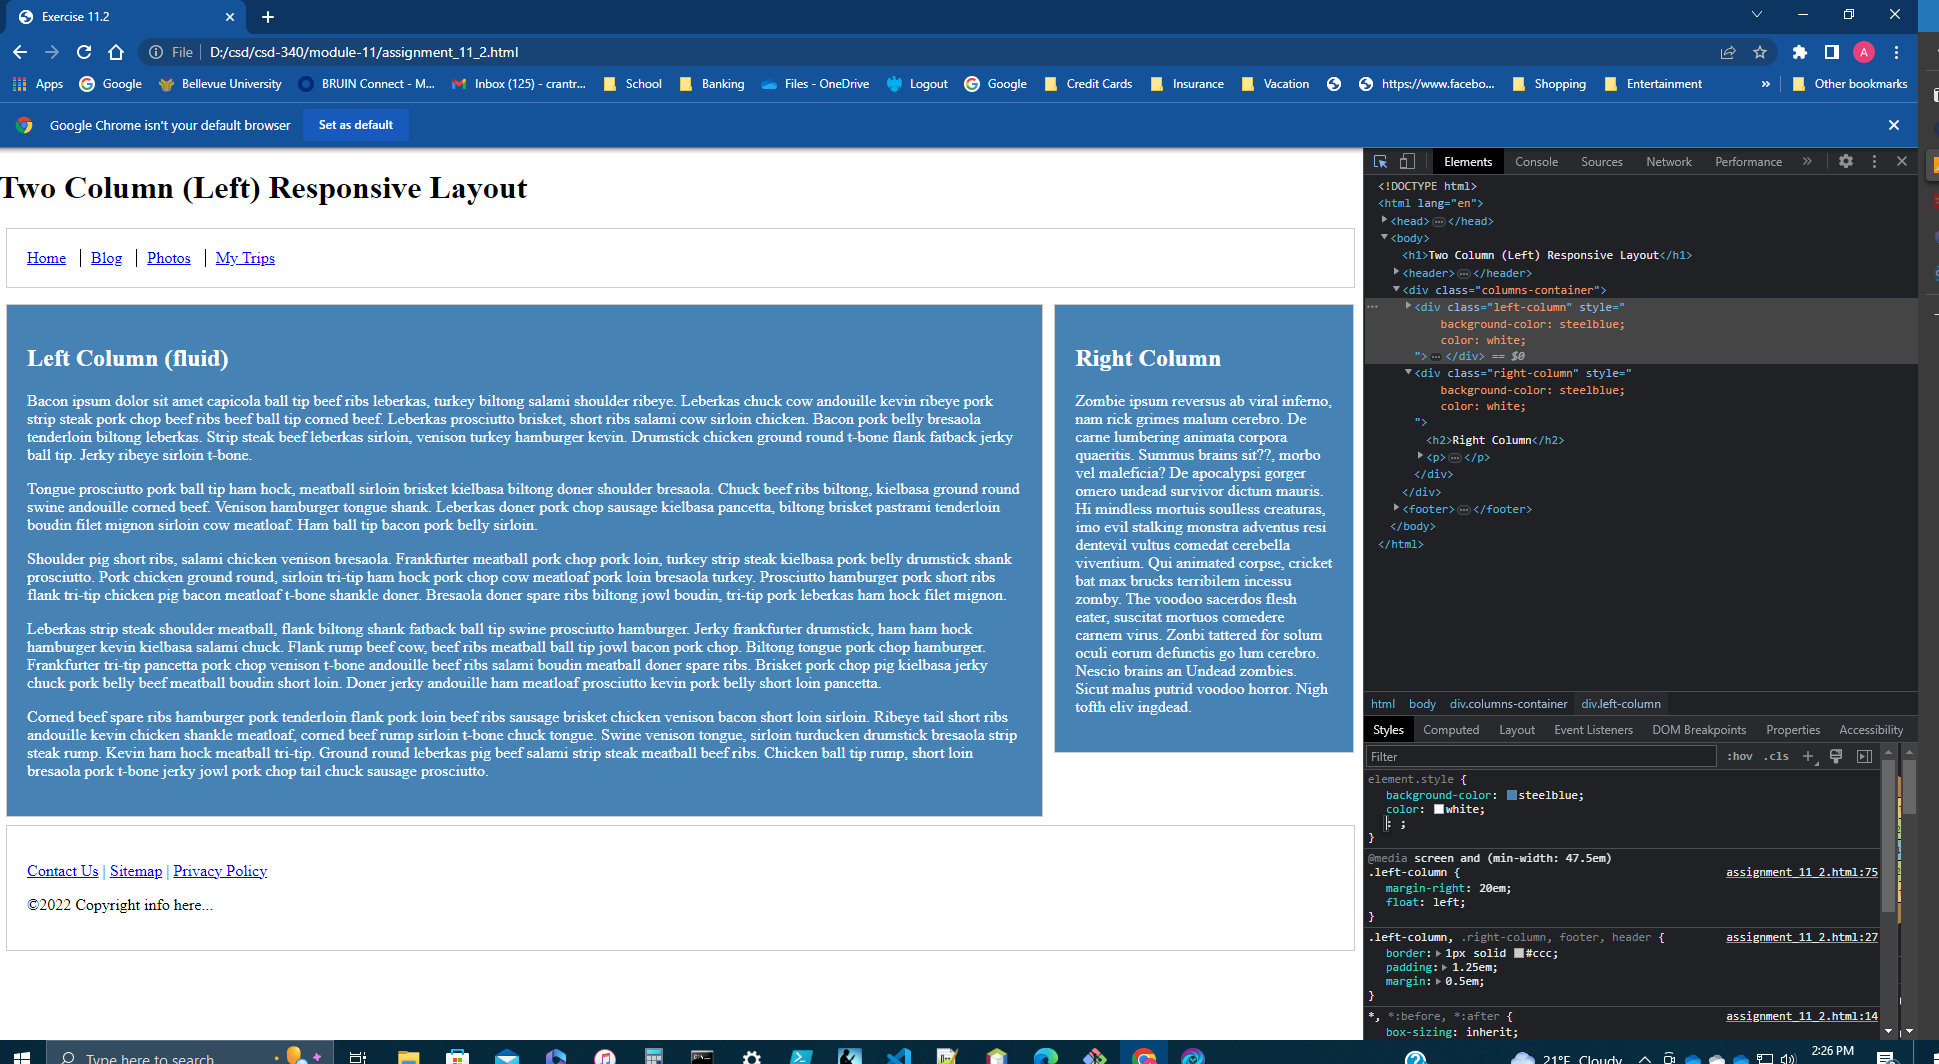 Exercise 11.2
File D:/csd/csd-340/module-11/assignment_11_2.html
A
Apps Google Bellevue University BRUIN Connect - M... Inbox (125) - crantr... School Banking Files - OneDrive Logout Google Credit Cards Insurance Vacation https://www.facebo... Shopping Entertainment » Other bookmarks
Google Chrome isn't your default browser Set as default
Two Column (Left) Responsive Layout
Home Blog Photos My Trips
Left Column (fluid)
Bacon ipsum dolor sit amet capicola ball tip beef ribs leberkas, turkey biltong salami shoulder ribeye. Leberkas chuck cow andouille kevin ribeye pork
strip steak pork chop beef ribs beef ball tip corned beef. Leberkas prosciutto brisket, short ribs salami cow sirloin chicken. Bacon pork belly bresaola
tenderloin biltong leberkas. Strip steak beef leberkas sirloin, venison turkey hamburger kevin. Drumstick chicken ground round t-bone flank fatback jerky
ball tip. Jerky ribeye sirloin t-bone.
Tongue prosciutto pork ball tip ham hock, meatball sirloin brisket kielbasa biltong doner shoulder bresaola. Chuck beef ribs biltong, kielbasa ground round
swine andouille corned beef. Venison hamburger tongue shank. Leberkas doner pork chop sausage kielbasa pancetta, biltong brisket pastrami tenderloin
boudin filet mignon sirloin cow meatloaf. Ham ball tip bacon pork belly sirloin.
Shoulder pig short ribs, salami chicken venison bresaola. Frankfurter meatball pork chop pork loin, turkey strip steak kielbasa pork belly drumstick shank
prosciutto. Pork chicken ground round, sirloin tri-tip ham hock pork chop cow meatloaf pork loin bresaola turkey. Prosciutto hamburger pork short ribs
flank tri-tip chicken pig bacon meatloaf t-bone shankle doner. Bresaola doner spare ribs biltong jowl boudin, tri-tip pork leberkas ham hock filet mignon.
Leberkas strip steak shoulder meatball, flank biltong shank fatback ball tip swine prosciutto hamburger. Jerky frankfurter drumstick, ham ham hock
hamburger kevin kielbasa salami chuck. Flank rump beef cow, beef ribs meatball ball tip jowl bacon pork chop. Biltong tongue pork chop hamburger.
Frankfurter tri-tip pancetta pork chop venison t-bone andouille beef ribs salami boudin meatball doner spare ribs. Brisket pork chop pig kielbasa jerky
chuck pork belly beef meatball boudin short loin. Doner jerky andouille ham meatloaf prosciutto kevin pork belly short loin pancetta.
Corned beef spare ribs hamburger pork tenderloin flank pork loin beef ribs sausage brisket chicken venison bacon short loin sirloin. Ribeye tail short ribs
andouille kevin chicken shankle meatloaf, corned beef rump sirloin t-bone chuck tongue. Swine venison tongue, sirloin turducken drumstick bresaola strip
steak rump. Kevin ham hock meatball tri-tip. Ground round leberkas pig beef salami strip steak meatball beef ribs. Chicken ball tip rump, short loin
bresaola pork t-bone jerky jowl pork chop tail chuck sausage prosciutto.
Right Column
Zombie ipsum reversus ab viral inferno,
nam rick grimes malum cerebro. De
carne lumbering animata corpora
quaeritis. Summus brains sit??, morbo
vel maleficia? De apocalypsi gorger
omero undead survivor dictum mauris.
Hi mindless mortuis soulless creaturas,
imo evil stalking monstra adventus resi
dentevil vultus comedat cerebella
viventium. Qui animated corpse, cricket
bat max brucks terribilem incessu
zomby. The voodoo sacerdos flesh
eater, suscitat mortuos comedere
carnem virus. Zonbi tattered for solum
oculi eorum defunctis go lum cerebro.
Nescio brains an Undead zombies.
Sicut malus putrid voodoo horror. Nigh
tofth eliv ingdead.
Contact Us | Sitemap | Privacy Policy
©2022 Copyright info here...
Elements Console Sources Network Performance »
<!DOCTYPE html>
<html lang="en">
<head>…</head>
<body>
<h1>Two Column (Left) Responsive Layout</h1>
<header>…</header>
<div class="columns-container">
<div class="left-column" style="
background-color: steelblue;
color: white;
">…</div> == $0
<div class="right-column" style="
background-color: steelblue;
color: white;
">
<h2>Right Column</h2>
<p>…</p>
</div>
</div>
<footer>…</footer>
</body>
</html>
html body div.columns-container div.left-column
Styles Computed Layout Event Listeners DOM Breakpoints Properties Accessibility
Filter :hov .cls
element.style {
background-color: steelblue;
color: white;
: ;
}
@media screen and (min-width: 47.5em)
.left-column { assignment_11_2.html:75
margin-right: 20em;
float: left;
}
.left-column, .right-column, footer, header { assignment_11_2.html:27
border: 1px solid #ccc;
padding: 1.25em;
margin: 0.5em;
}
*, *:before, *:after { assignment_11_2.html:14
box-sizing: inherit;
Type here to search
21°F Cloudy
2:26 PM